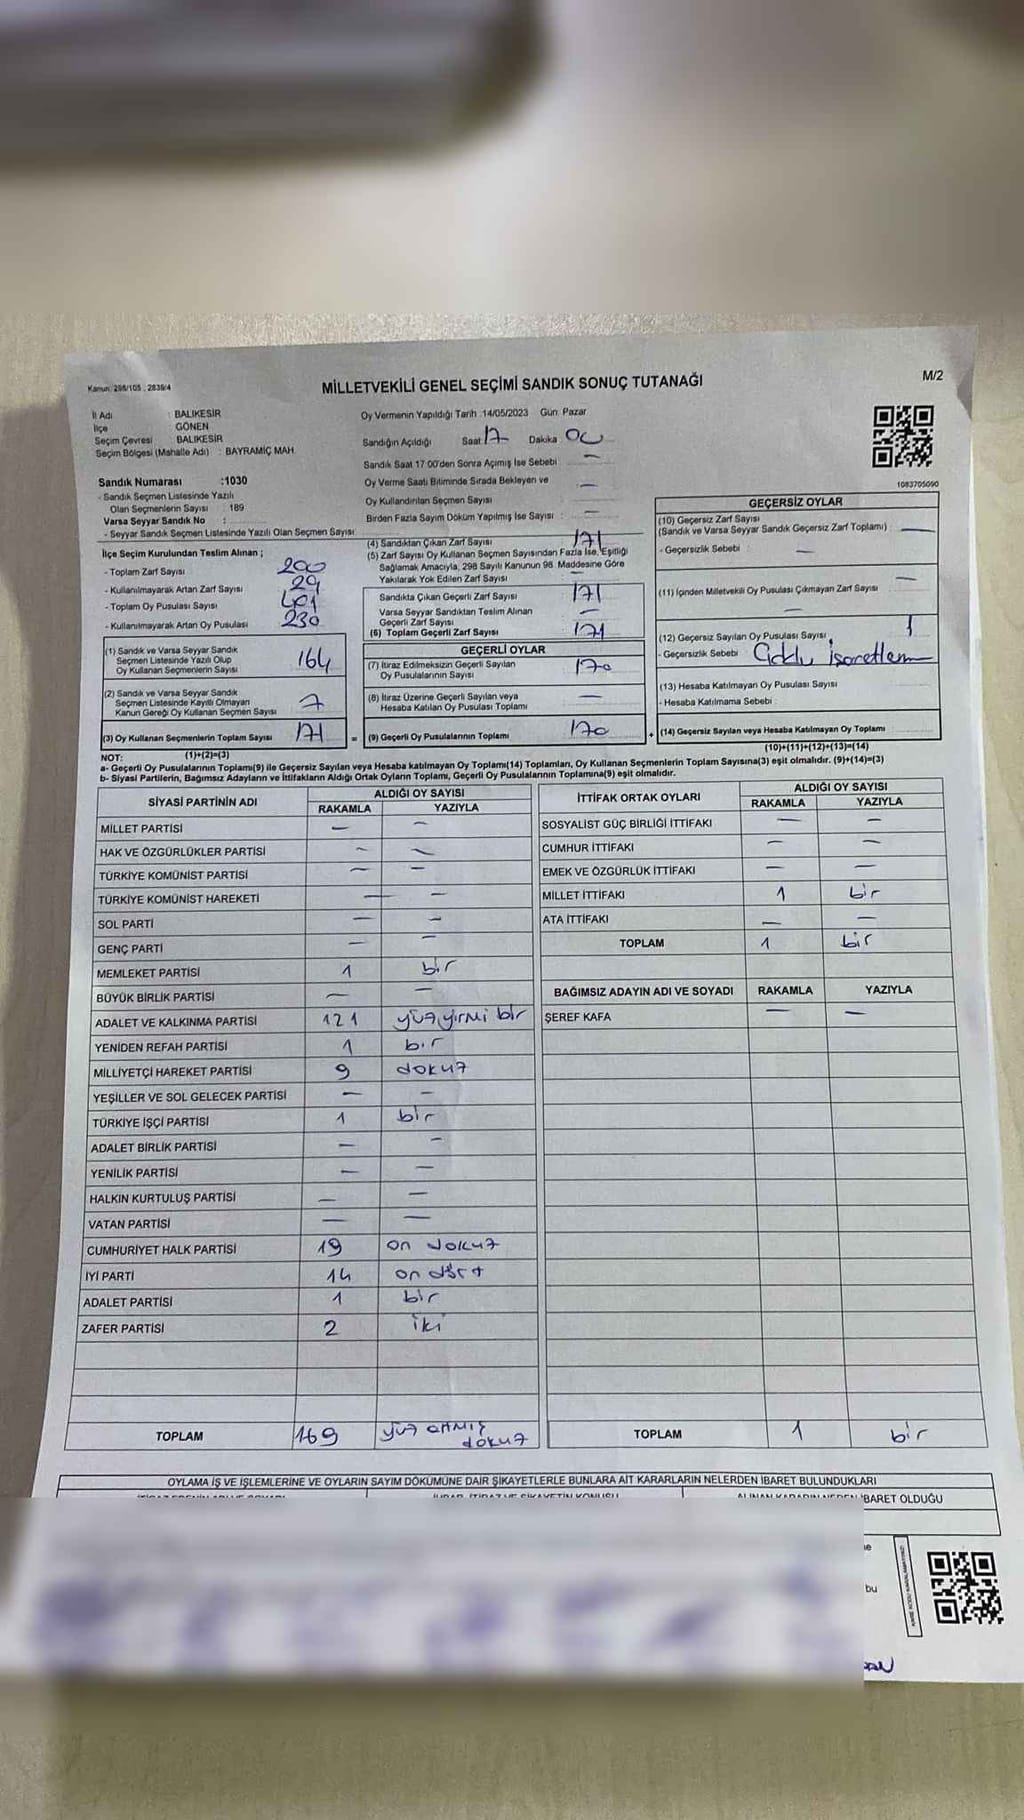 Kanun: 298/105 , 2839/4
MİLLETVEKİLİ GENEL SEÇİMİ SANDIK SONUÇ TUTANAĞI
M/2
İl Adı : BALIKESİR
İlçe : GÖNEN
Seçim Çevresi : BALIKESİR
Seçim Bölgesi (Mahalle Adı) : BAYRAMİÇ MAH.
Sandık Numarası :1030
- Sandık Seçmen Listesinde Yazılı
Olan Seçmenlerin Sayısı : 189
Varsa Seyyar Sandık No :
- Seyyar Sandık Seçmen Listesinde Yazılı Olan Seçmen Sayısı :
Oy Vermenin Yapıldığı Tarih :14/05/2023 Gün: Pazar
Sandığın Açıldığı Saat 17 Dakika 00
Sandık Saat 17:00'den Sonra Açımış İse Sebebi : —
Oy Verme Saati Bitiminde Sırada Bekleyen ve —
Oy Kullandırılan Seçmen Sayısı
Birden Fazla Sayım Döküm Yapılmış İse Sayısı : —
1083705090
İlçe Seçim Kurulundan Teslim Alınan ;
- Toplam Zarf Sayısı 200
- Kullanılmayarak Artan Zarf Sayısı 29
- Toplam Oy Pusulası Sayısı 401
- Kullanılmayarak Artan Oy Pusulası 230
(1) Sandık ve Varsa Seyyar Sandık
Seçmen Listesinde Yazılı Olup
Oy Kullanan Seçmenlerin Sayısı 164
(2) Sandık ve Varsa Seyyar Sandık
Seçmen Listesinde Kayıtlı Olmayan
Kanun Gereği Oy Kullanan Seçmen Sayısı 7
(3) Oy Kullanan Seçmenlerin Toplam Sayısı 171
(1)+(2)=(3)
(4) Sandıktan Çıkan Zarf Sayısı 171
(5) Zarf Sayısı Oy Kullanan Seçmen Sayısından Fazla İse, Eşitliği
Sağlamak Amacıyla, 298 Sayılı Kanunun 98. Maddesine Göre
Yakılarak Yok Edilen Zarf Sayısı : —
Sandıkta Çıkan Geçerli Zarf Sayısı 171
Varsa Seyyar Sandıktan Teslim Alınan
Geçerli Zarf Sayısı —
(6) Toplam Geçerli Zarf Sayısı 171
GEÇERLİ OYLAR
(7) İtiraz Edilmeksizin Geçerli Sayılan
Oy Pusulalarının Sayısı 170
(8) İtiraz Üzerine Geçerli Sayılan veya
Hesaba Katılan Oy Pusulası Toplamı —
= (9) Geçerli Oy Pusulalarının Toplamı 170
GEÇERSİZ OYLAR
(10) Geçersiz Zarf Sayısı
(Sandık ve Varsa Seyyar Sandık Geçersiz Zarf Toplamı) : —
- Geçersizlik Sebebi : —
(11) İçinden Milletvekili Oy Pusulası Çıkmayan Zarf Sayısı —
—
(12) Geçersiz Sayılan Oy Pusulası Sayısı 1
- Geçersizlik Sebebi
(13) Hesaba Katılmayan Oy Pusulası Sayısı
- Hesaba Katılmama Sebebi :
+ (14) Geçersiz Sayılan veya Hesaba Katılmayan Oy Toplamı
(10)+(11)+(12)+(13)=(14)
NOT:
a- Geçerli Oy Pusulalarının Toplamı(9) ile Geçersiz Sayılan veya Hesaba katılmayan Oy Toplamı(14) Toplamları, Oy Kullanan Seçmenlerin Toplam Sayısına(3) eşit olmalıdır. (9)+(14)=(3)
b- Siyasi Partilerin, Bağımsız Adayların ve İttifakların Aldığı Ortak Oyların Toplamı, Geçerli Oy Pusulalarının Toplamına(9) eşit olmalıdır.
SİYASİ PARTİNİN ADI
ALDIĞI OY SAYISI
RAKAMLA YAZIYLA
MİLLET PARTİSİ — —
HAK VE ÖZGÜRLÜKLER PARTİSİ — —
TÜRKİYE KOMÜNİST PARTİSİ — —
TÜRKİYE KOMÜNİST HAREKETİ — —
SOL PARTİ — —
GENÇ PARTİ — —
MEMLEKET PARTİSİ 1 bir
BÜYÜK BİRLİK PARTİSİ — —
ADALET VE KALKINMA PARTİSİ 121 yüzyirmi bir
YENİDEN REFAH PARTİSİ 1 bir
MİLLİYETÇİ HAREKET PARTİSİ 9 dokuz
YEŞİLLER VE SOL GELECEK PARTİSİ — —
TÜRKİYE İŞÇİ PARTİSİ 1 bir
ADALET BİRLİK PARTİSİ — —
YENİLİK PARTİSİ — —
HALKIN KURTULUŞ PARTİSİ — —
VATAN PARTİSİ — —
CUMHURİYET HALK PARTİSİ 19 on dokuz
İYİ PARTİ 14 on dört
ADALET PARTİSİ 1 bir
ZAFER PARTİSİ 2 iki
TOPLAM 169 yüz atmış dokuz
İTTİFAK ORTAK OYLARI
ALDIĞI OY SAYISI
RAKAMLA YAZIYLA
SOSYALİST GÜÇ BİRLİĞİ İTTİFAKI — —
CUMHUR İTTİFAKI — —
EMEK VE ÖZGÜRLÜK İTTİFAKI — —
MİLLET İTTİFAKI 1 bir
ATA İTTİFAKI — —
TOPLAM 1 bir
BAĞIMSIZ ADAYIN ADI VE SOYADI RAKAMLA YAZIYLA
ŞEREF KAFA — —
TOPLAM 1 bir
OYLAMA İŞ VE İŞLEMLERİNE VE OYLARIN SAYIM DÖKÜMÜNE DAİR ŞİKAYETLERLE BUNLARA AİT KARARLARIN NELERDEN İBARET BULUNDUKLARI
İBARET OLDUĞU
bu